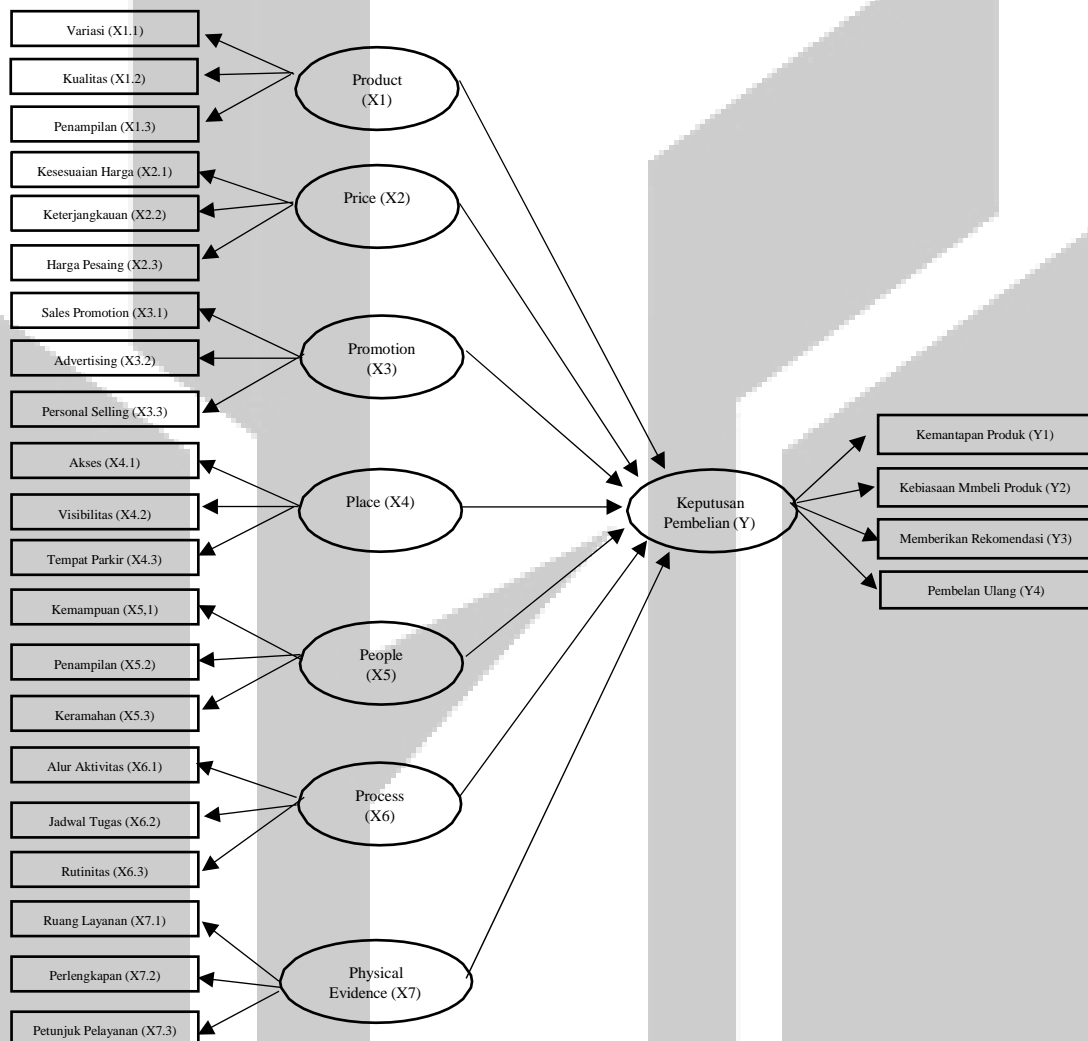 Variasi (X1.1)
Kualitas (X1.2)
Penampilan (X1.3)
Product
(X1)
Kesesuaian Harga (X2.1)
Keterjangkauan (X2.2)
Harga Pesaing (X2.3)
Price (X2)
Sales Promotion (X3.1)
Advertising (X3.2)
Personal Selling (X3.3)
Promotion
(X3)
Akses (X4.1)
Visibilitas (X4.2)
Tempat Parkir (X4.3)
Place (X4)
Kemampuan (X5,1)
Penampilan (X5.2)
Keramahan (X5.3)
People
(X5)
Alur Aktivitas (X6.1)
Jadwal Tugas (X6.2)
Rutinitas (X6.3)
Process
(X6)
Ruang Layanan (X7.1)
Perlengkapan (X7.2)
Petunjuk Pelayanan (X7.3)
Physical
Evidence (X7)
Keputusan
Pembelian (Y)
Kemantapan Produk (Y1)
Kebiasaan Mmbeli Produk (Y2)
Memberikan Rekomendasi (Y3)
Pembelan Ulang (Y4)